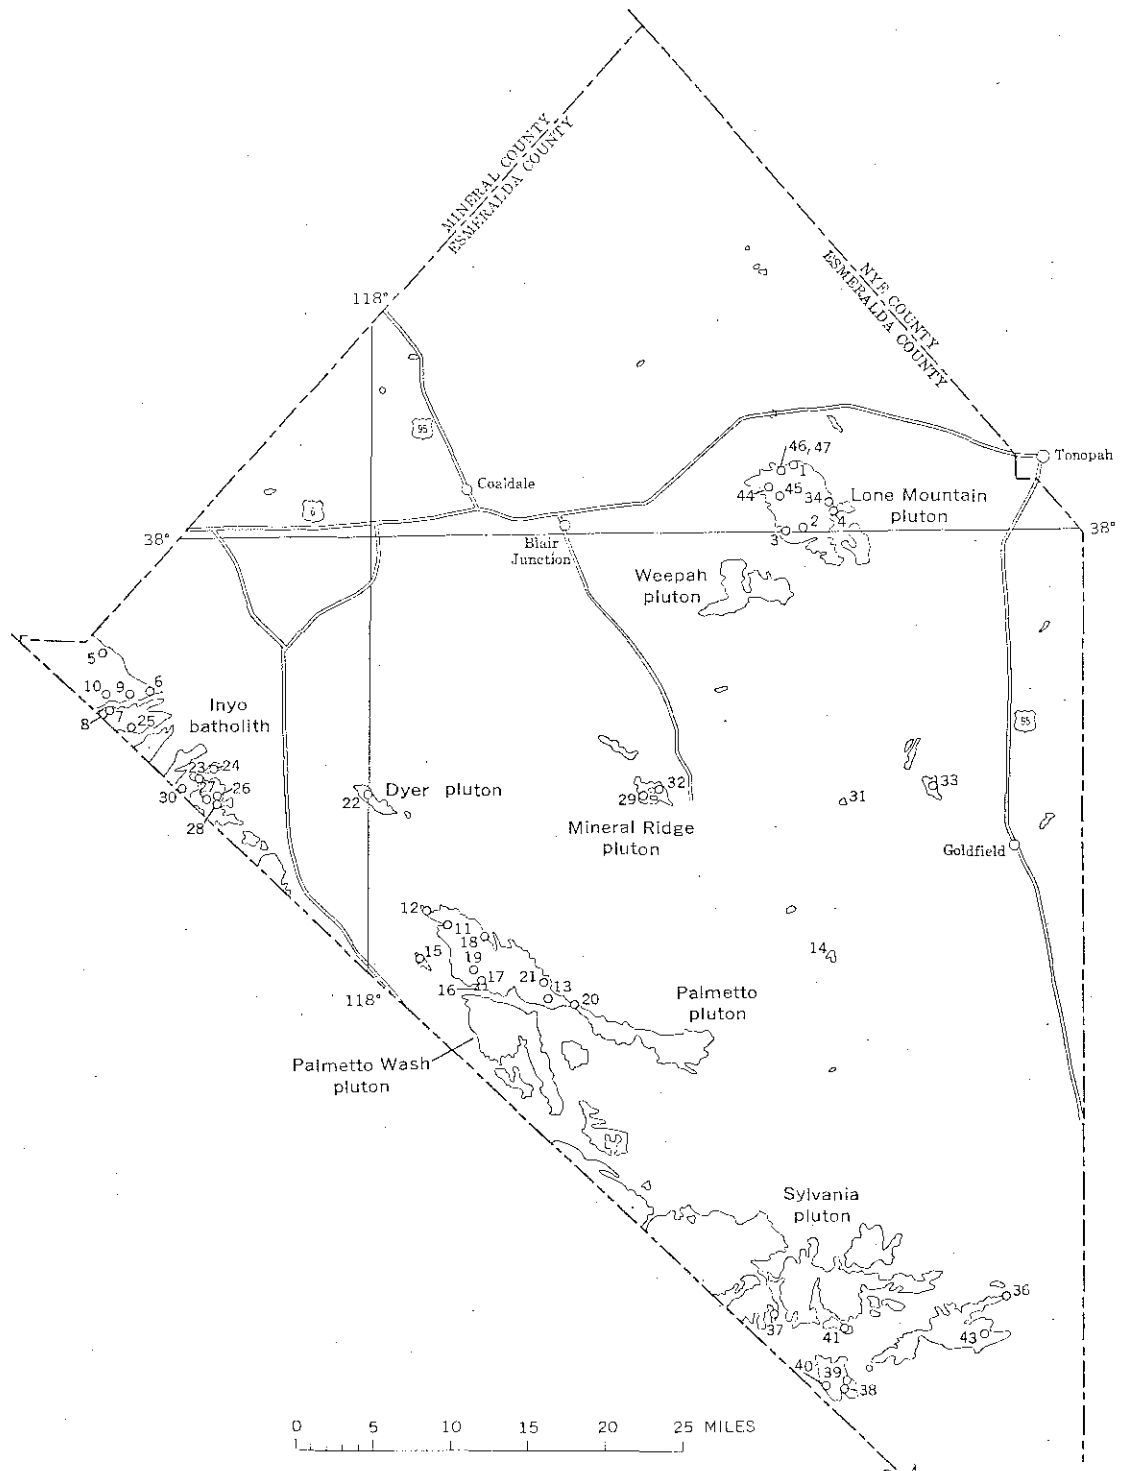 MINERAL COUNTY
ESMERALDA COUNTY
NYE COUNTY
ESMERALDA COUNTY
118°
95
46, 47
1
Tonopah
Coaldale
44
45
34
Lone Mountain
pluton
6
4
2
3
38°
38°
Blair
Junction
Weepah
pluton
5
10
9
6
8
7
25
Inyo
batholith
95
23
24
30
27
26
28
22
Dyer pluton
32
29
31
33
Mineral Ridge
pluton
Goldfield
12
11
18
15
14
19
17
21
13
16
20
118°
Palmetto
pluton
Palmetto Wash
pluton
Sylvania
pluton
36
37
41
43
40
39
38
0 5 10 15 20 25 MILES